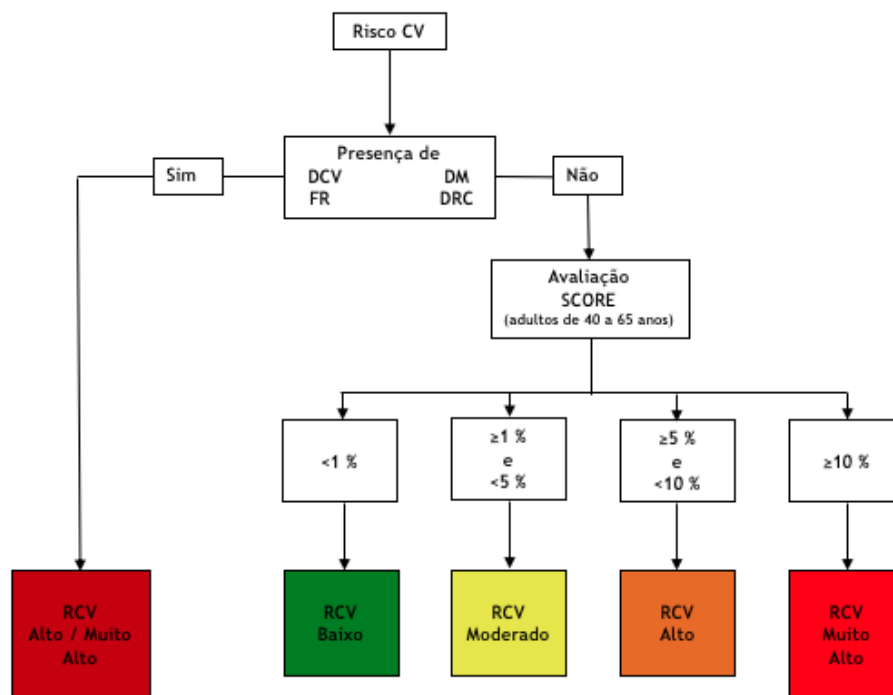 Risco CV
Presença de
DCV DM
FR DRC
Sim
Não
Avaliação
SCORE
(adultos de 40 a 65 anos)
<1 %
≥1 %
e
<5 %
≥5 %
e
<10 %
≥10 %
RCV
Alto / Muito
Alto
RCV
Baixo
RCV
Moderado
RCV
Alto
RCV
Muito
Alto